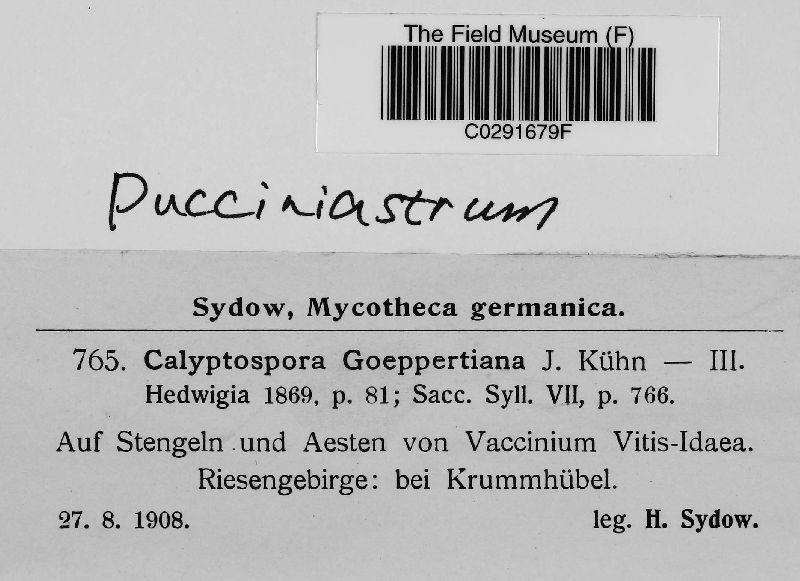 The Field Museum (F)
C0291679F
Pucciniastrum
Sydow, Mycotheca germanica.
765. Calyptospora Goeppertiana J. Kühn — III.
Hedwigia 1869, p. 81; Sacc. Syll. VII, p. 766.
Auf Stengeln und Aesten von Vaccinium Vitis-Idaea.
Riesengebirge: bei Krummhübel.
27. 8. 1908. leg. H. Sydow.